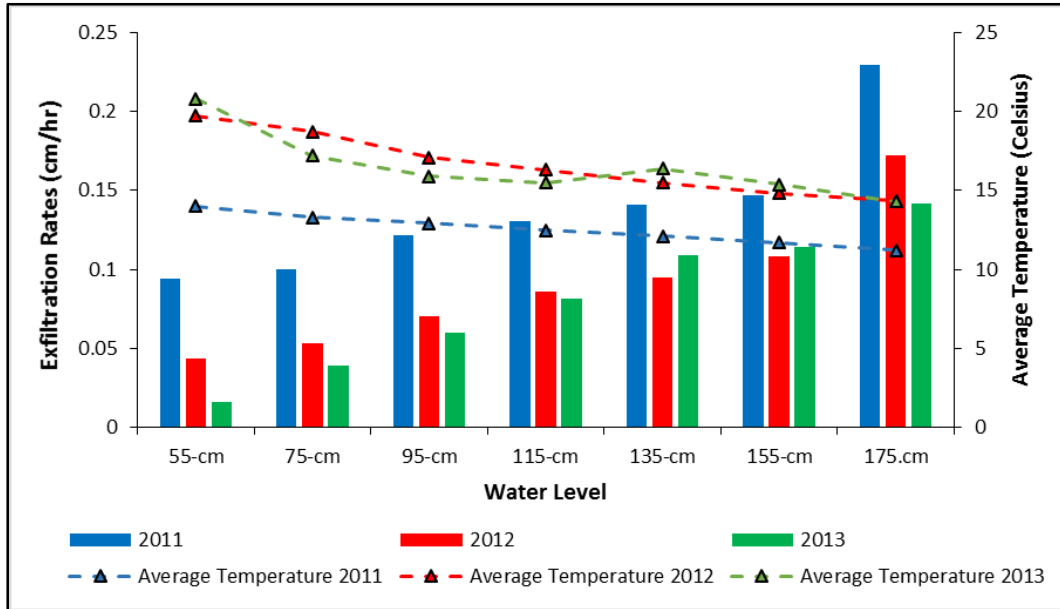 Exfiltration Rates (cm/hr)
0.25
0.2
0.15
0.1
0.05
0
25
20
15
10
5
0
Average Temperature (Celsius)
55-cm 75-cm 95-cm 115-cm 135-cm 155-cm 175.cm
Water Level
2011 2012 2013
Average Temperature 2011 Average Temperature 2012 Average Temperature 2013